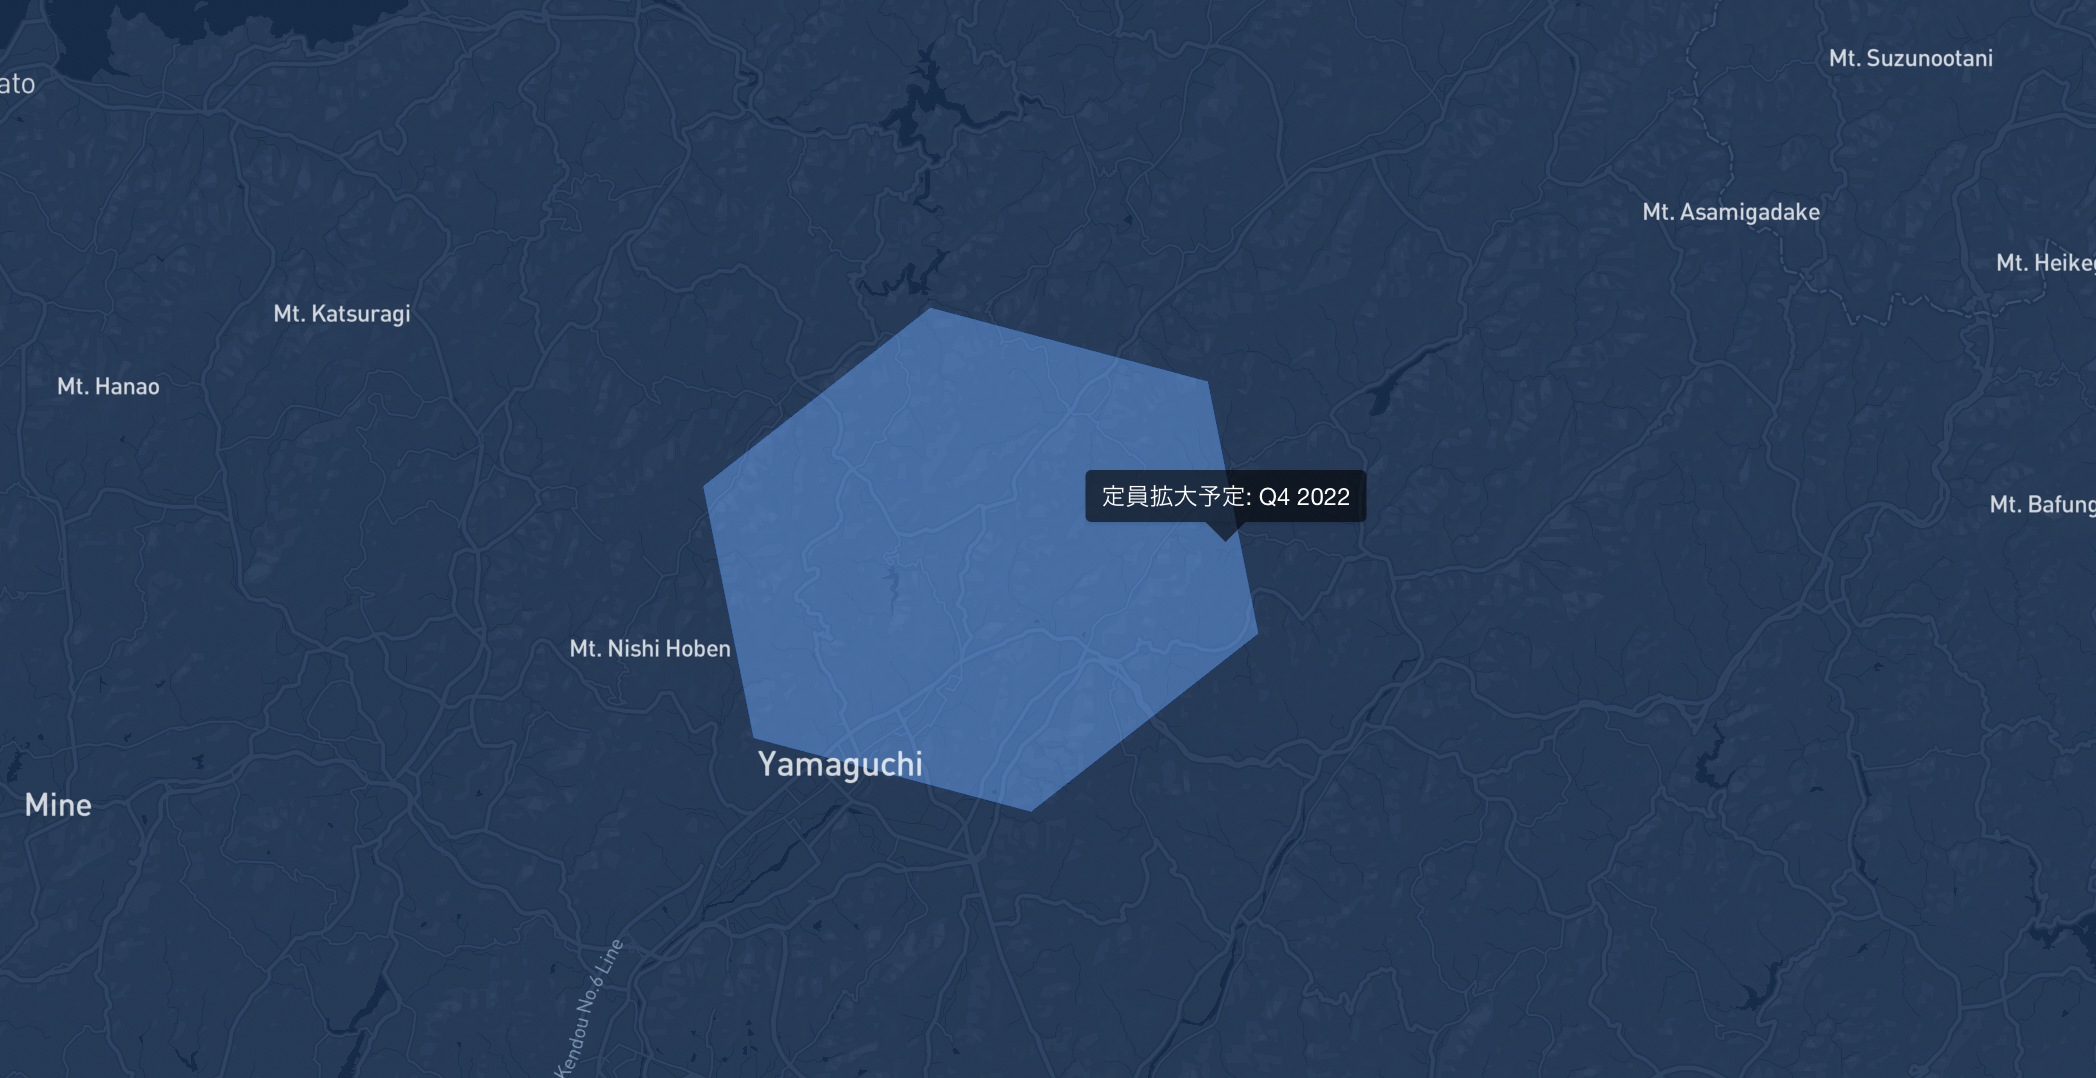 Mt. Suzunootani
ato
Mt. Asamigadake
Mt. Heikeg
Mt. Katsuragi
Mt. Hanao
定員拡大予定: Q4 2022
Mt. Bafung
Mt. Nishi Hoben
Yamaguchi
Mine
Kendou No.6 Line